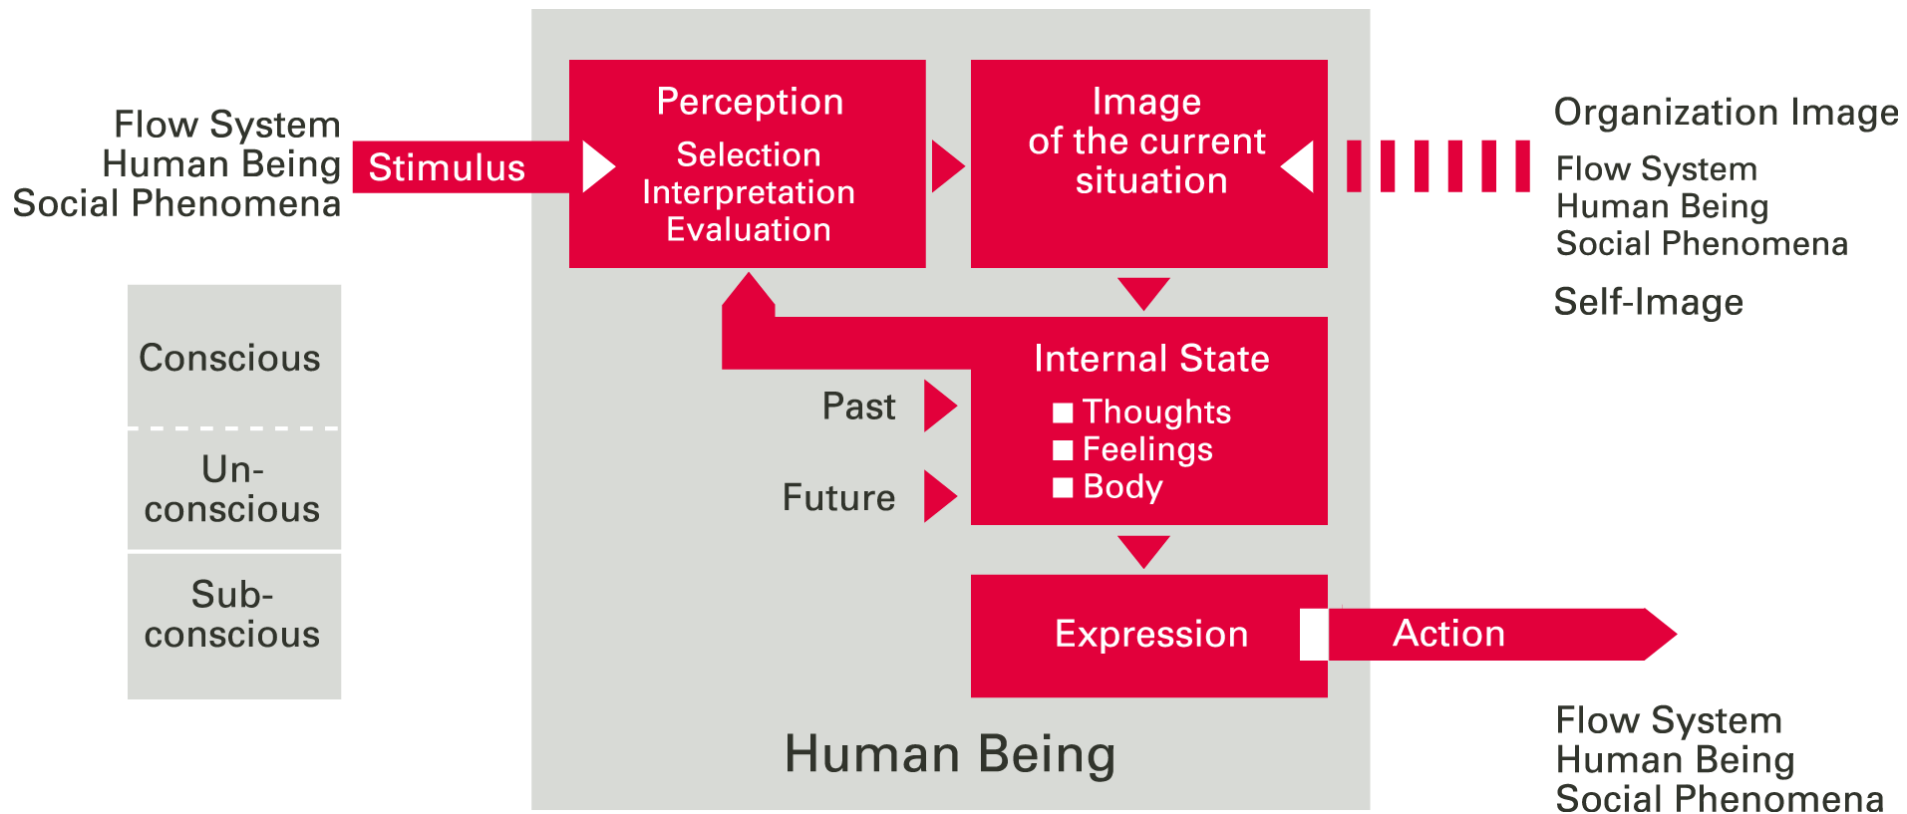 Flow System
Human Being
Social Phenomena
Stimulus
Perception
Selection
Interpretation
Evaluation
Image
of the current
situation
Organization Image
Flow System
Human Being
Social Phenomena
Self-Image
Conscious
Un-
conscious
Sub-
conscious
Past
Future
Internal State
Thoughts
Feelings
Body
Expression
Action
Human Being
Flow System
Human Being
Social Phenomena